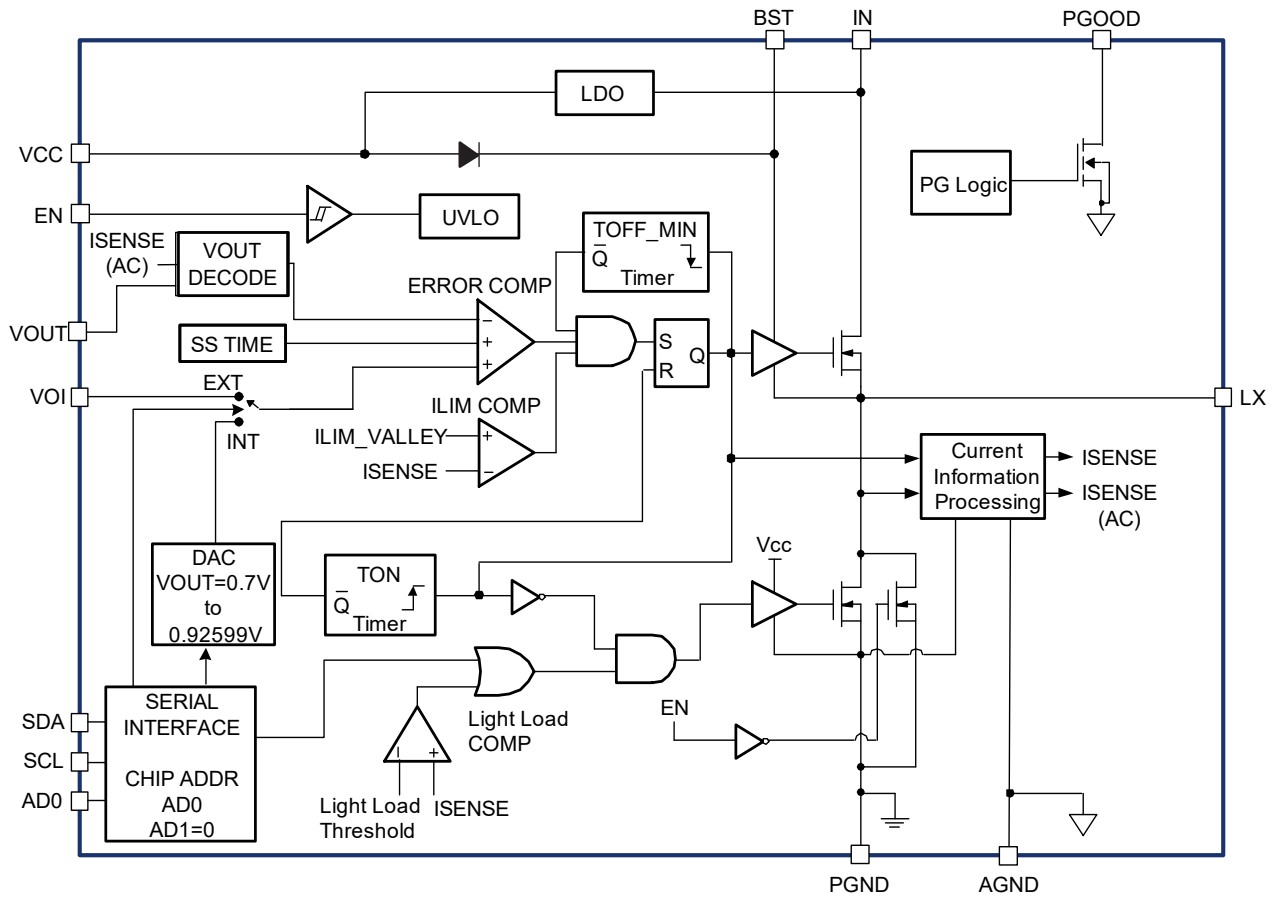 BST
IN
PGOOD
LDO
VCC
PG Logic
EN
UVLO
ISENSE
(AC)
VOUT
DECODE
TOFF_MIN
Q
Timer
ERROR COMP
VOUT
SS TIME
−
+
+
S
R
Q
EXT
VOI
LX
INT
ILIM COMP
ILIM_VALLEY
+
ISENSE
−
Current
Information
Processing
ISENSE
ISENSE
(AC)
DAC
VOUT=0.7V
to
0.92599V
TON
Q
Timer
Vcc
SERIAL
INTERFACE
CHIP ADDR
AD0
AD1=0
SDA
SCL
AD0
Light Load
COMP
EN
−
+
Light Load
Threshold
ISENSE
PGND
AGND